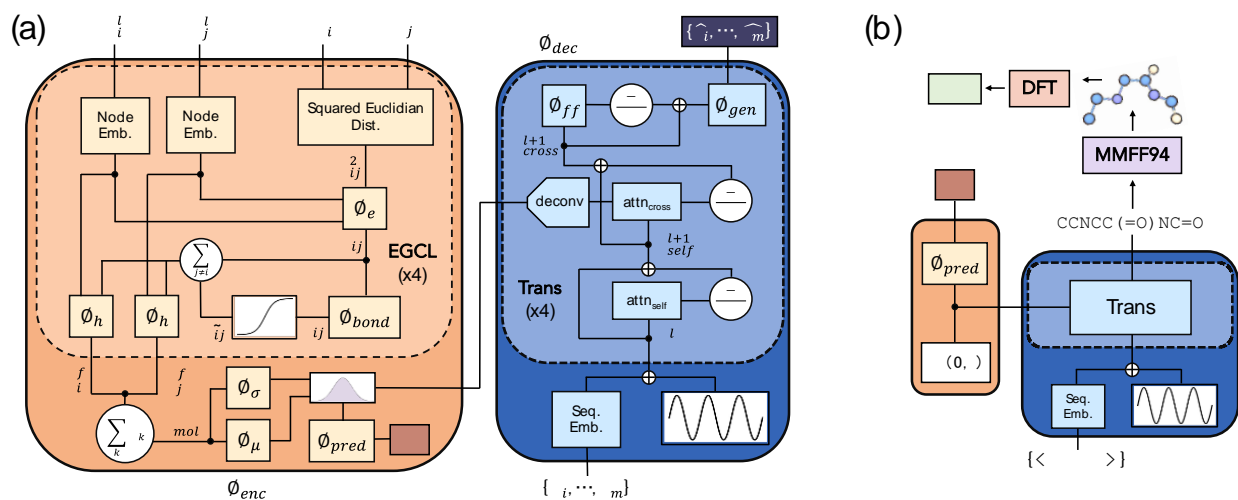 (a)
l
i
l
j
i
j
Node
Emb.
Node
Emb.
Squared Euclidian
Dist.
2
ij
∅e
ij
EGCL
(x4)
∑
j≠i
∅h
∅h
~
ij
ij
∅bond
f
i
f
j
∑ k
k
mol
∅σ
∅μ
∅pred
∅enc
∅dec
{ ^i, ⋯, ^m}
∅ff
—
∅gen
l+1
cross
deconv
attncross
—
l+1
self
Trans
(x4)
attnself
—
l
Seq.
Emb.
{ i, ⋯, m}
(b)
DFT
MMFF94
CCNCC(=O)NC=O
∅pred
(0, )
Trans
Seq.
Emb.
{< >}